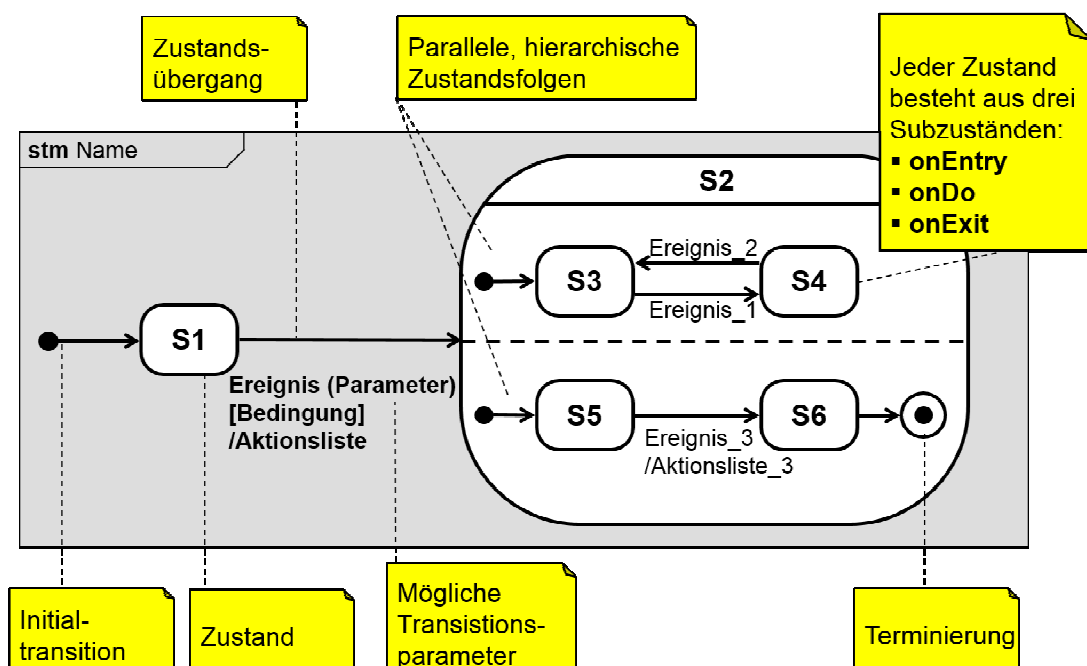 Zustands-
übergang
Parallele, hierarchische
Zustandsfolgen
Jeder Zustand
besteht aus drei
Subzuständen:
▪ onEntry
▪ onDo
▪ onExit
stm Name
S2
Ereignis_2
S3
S4
Ereignis_1
S1
Ereignis (Parameter)
[Bedingung]
/Aktionsliste
S5
S6
Ereignis_3
/Aktionsliste_3
Initial-
transition
Zustand
Mögliche
Transistions-
parameter
Terminierung